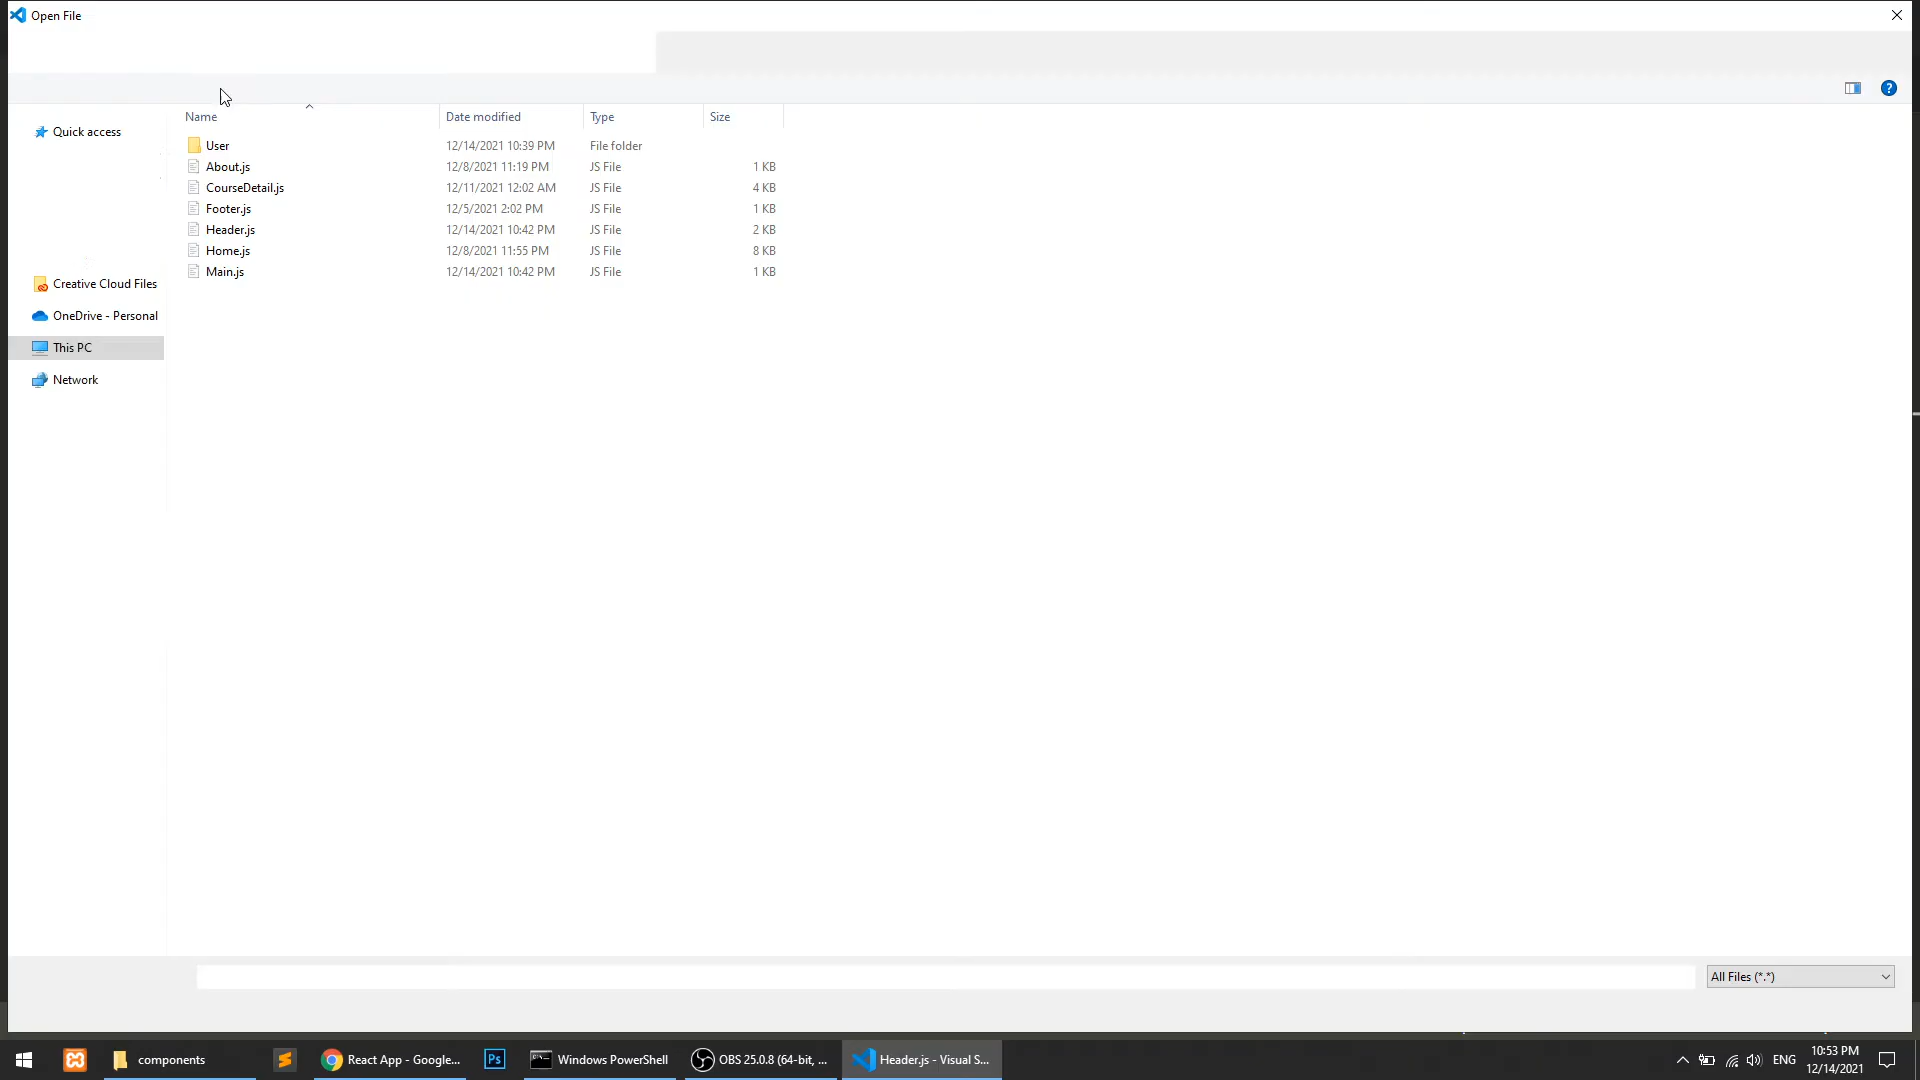 Open File
Name Date modified Type Size
Quick access
User 12/14/2021 10:39 PM File folder
About.js 12/8/2021 11:19 PM JS File 1 KB
CourseDetail.js 12/11/2021 12:02 AM JS File 4 KB
Footer.js 12/5/2021 2:02 PM JS File 1 KB
Header.js 12/14/2021 10:42 PM JS File 2 KB
Home.js 12/8/2021 11:55 PM JS File 8 KB
Main.js 12/14/2021 10:42 PM JS File 1 KB
Creative Cloud Files
OneDrive - Personal
This PC
Network
All Files (*.*)
components
Ps
React App - Google...
Windows PowerShell
OBS 25.0.8 (64-bit, ...
Header.js - Visual S...
ENG
10:53 PM
12/14/2021